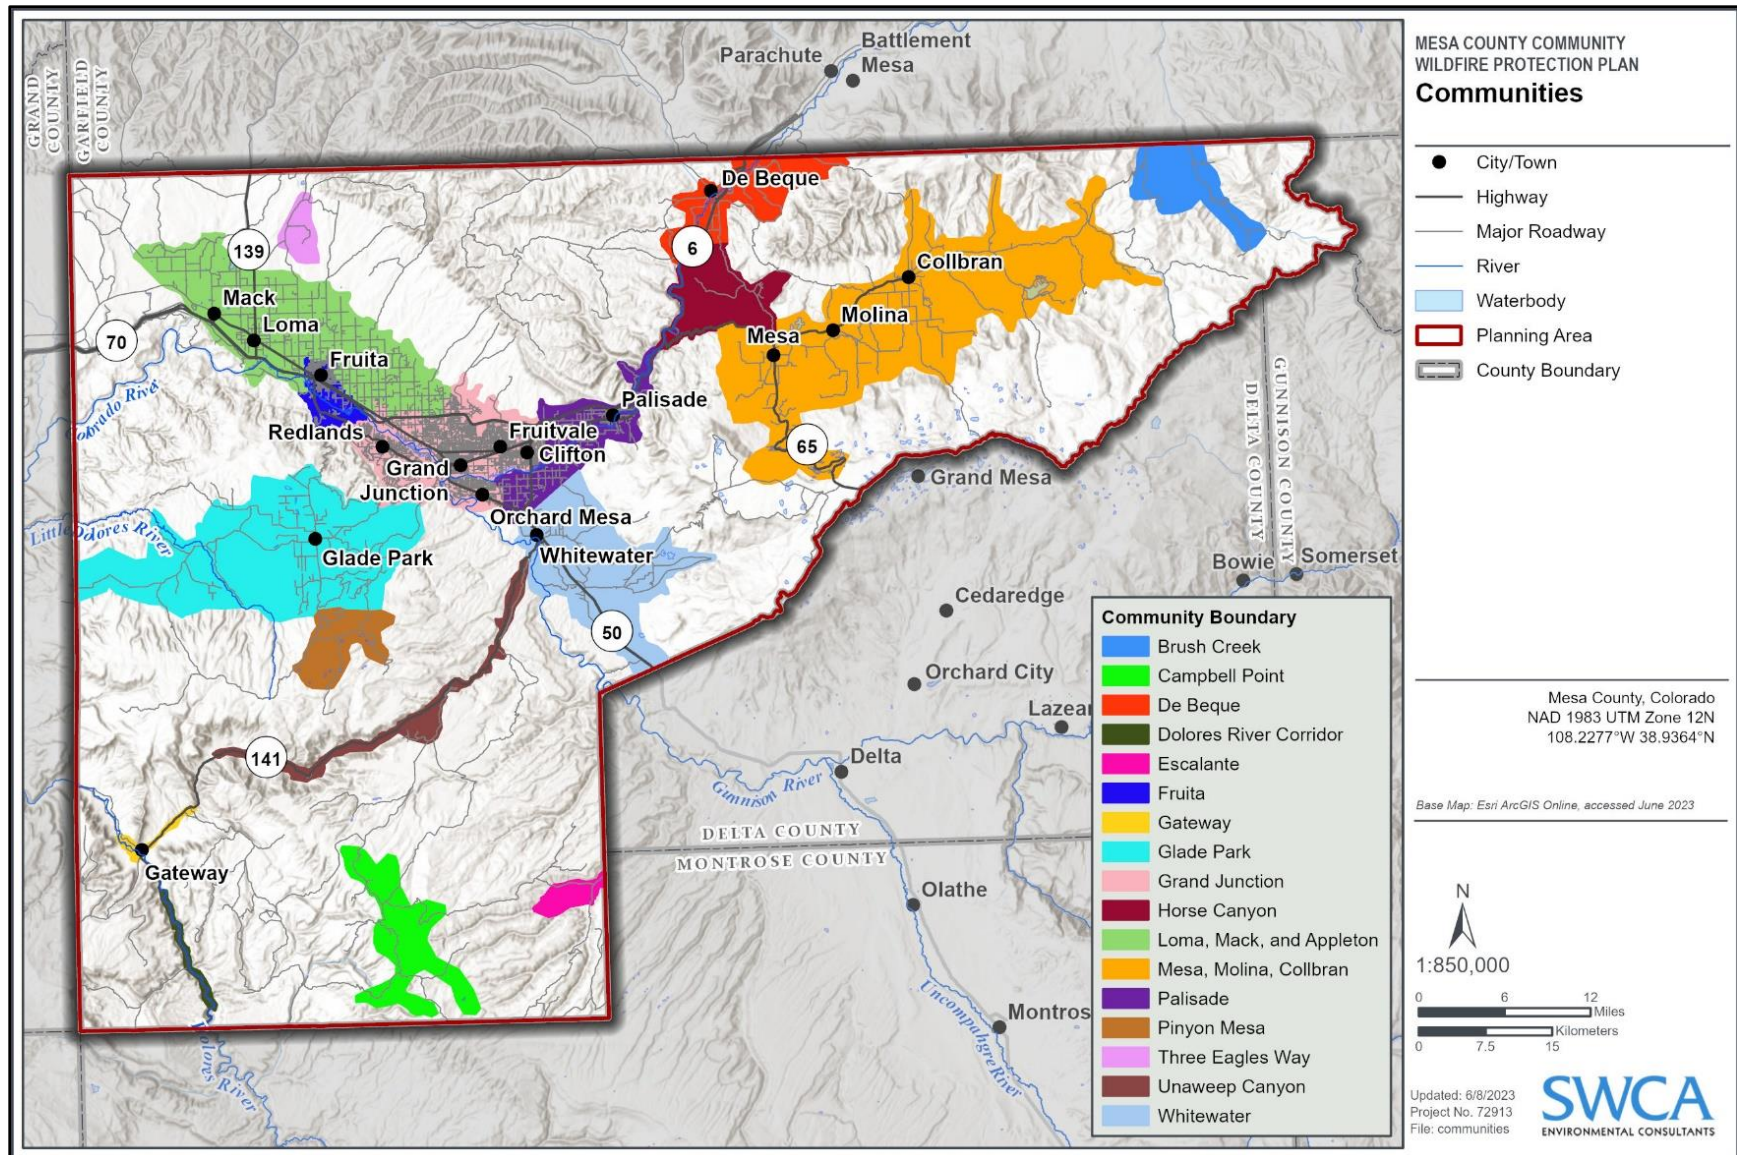 MESA COUNTY COMMUNITY
WILDFIRE PROTECTION PLAN
Communities
City/Town
Highway
Major Roadway
River
Waterbody
Planning Area
County Boundary
Mesa County, Colorado
NAD 1983 UTM Zone 12N
108.2277°W 38.9364°N
Base Map: Esri ArcGIS Online, accessed June 2023
N
1:850,000
0 6 12
Miles
Kilometers
0 7.5 15
Updated: 6/8/2023
Project No. 72913
File: communities
SWCA
ENVIRONMENTAL CONSULTANTS
GRAND
COUNTY
GARFIELD
COUNTY
Parachute
Battlement
Mesa
De Beque
139
6
Collbran
Mack
Molina
Loma
70
Mesa
Fruita
Colorado River
Palisade
Redlands
Fruitvale
Clifton
65
Grand
Junction
Grand Mesa
DELTA COUNTY
GUNNISON COUNTY
Orchard Mesa
Little Dolores River
Whitewater
Glade Park
Bowie
Somerset
Cedaredge
50
Orchard City
Lazear
141
Delta
Gunnison River
DELTA COUNTY
MONTROSE COUNTY
Gateway
Olathe
Uncompahgre River
Montros
Dolores River
Community Boundary
Brush Creek
Campbell Point
De Beque
Dolores River Corridor
Escalante
Fruita
Gateway
Glade Park
Grand Junction
Horse Canyon
Loma, Mack, and Appleton
Mesa, Molina, Collbran
Palisade
Pinyon Mesa
Three Eagles Way
Unaweep Canyon
Whitewater